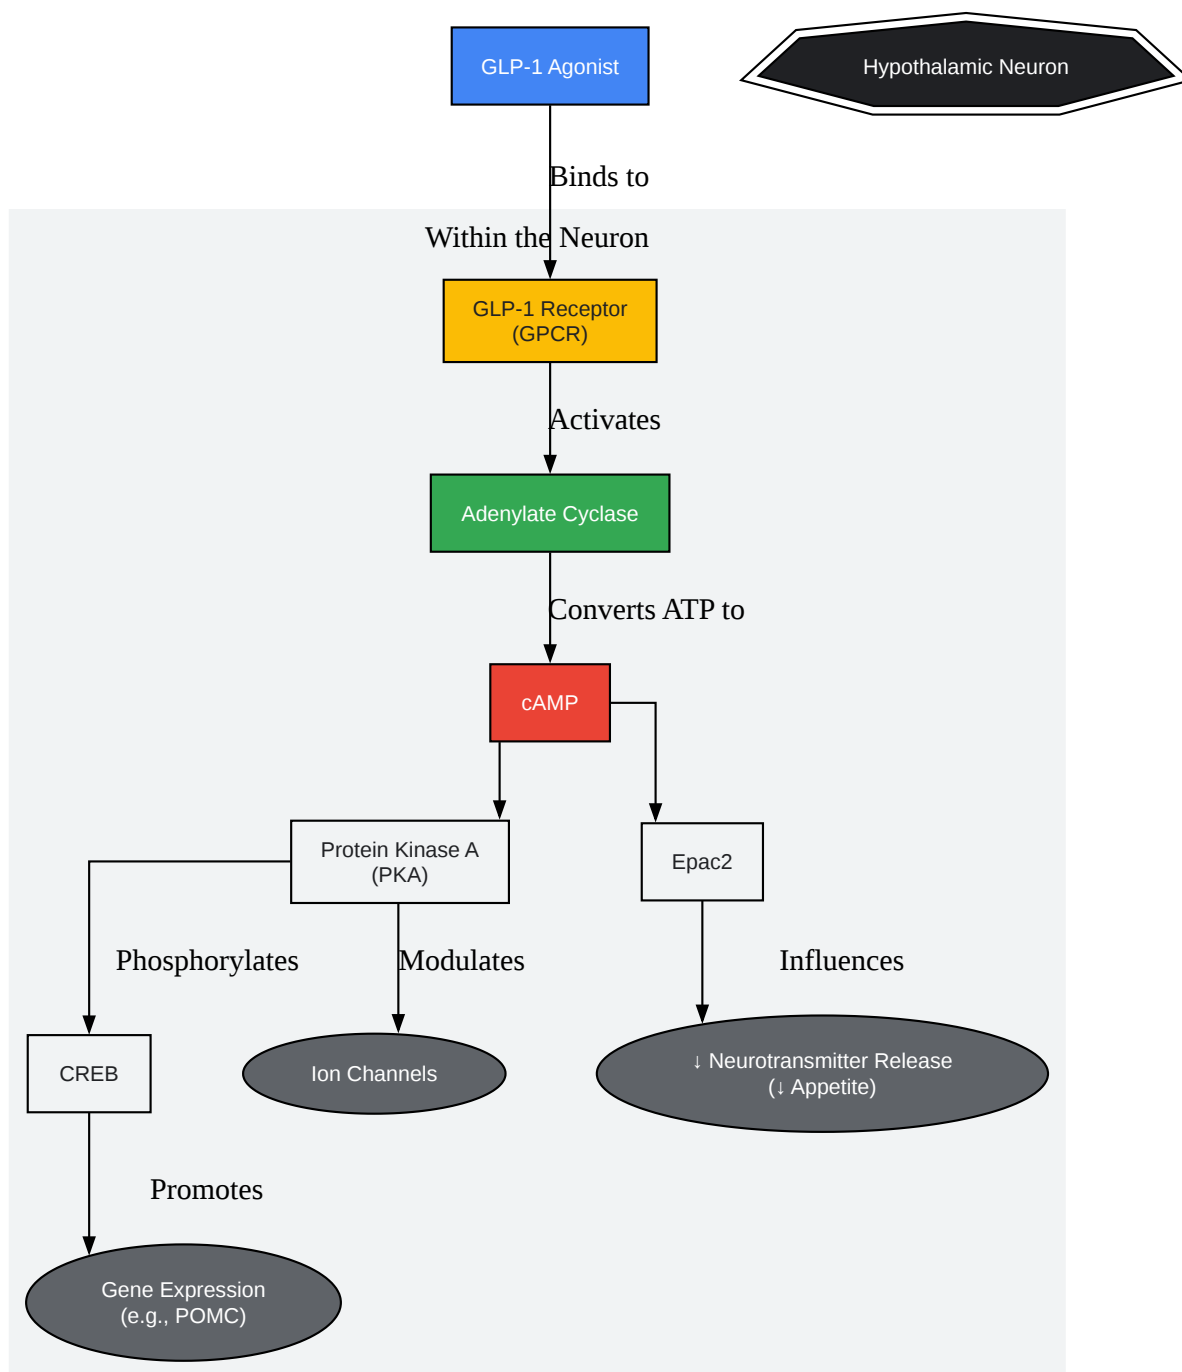 GLP-1 Agonist
Hypothalamic Neuron
Binds to
Within the Neuron
GLP-1 Receptor
(GPCR)
Activates
Adenylate Cyclase
Converts ATP to
cAMP
Protein Kinase A
(PKA)
Epac2
Phosphorylates
Modulates
Influences
CREB
Ion Channels
↓ Neurotransmitter Release
(↓ Appetite)
Promotes
Gene Expression
(e.g., POMC)